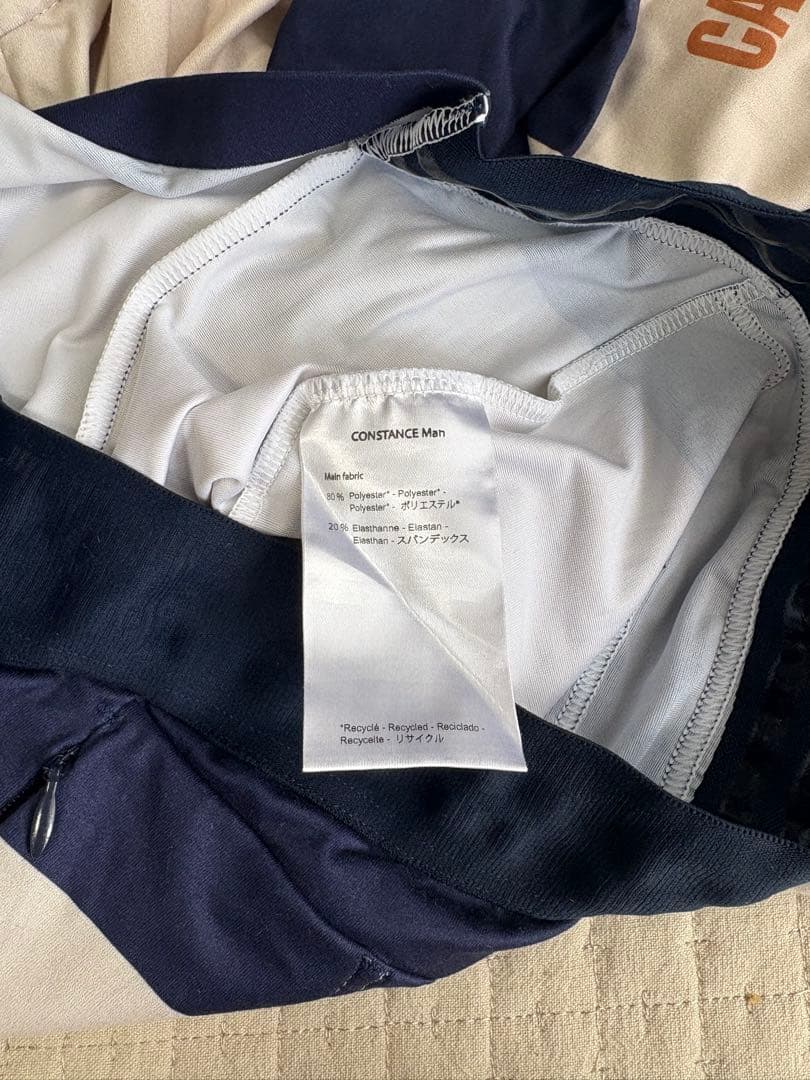 CA
CONSTANCE Man
Main fabric
80% Polyester* - Polyester* -
Polyester* - ポリエステル*
20% Elasthanne - Elastan -
Elasthan - スパンデックス
*Recyclé - Recycled - Reciclado -
Recycelte - リサイクル